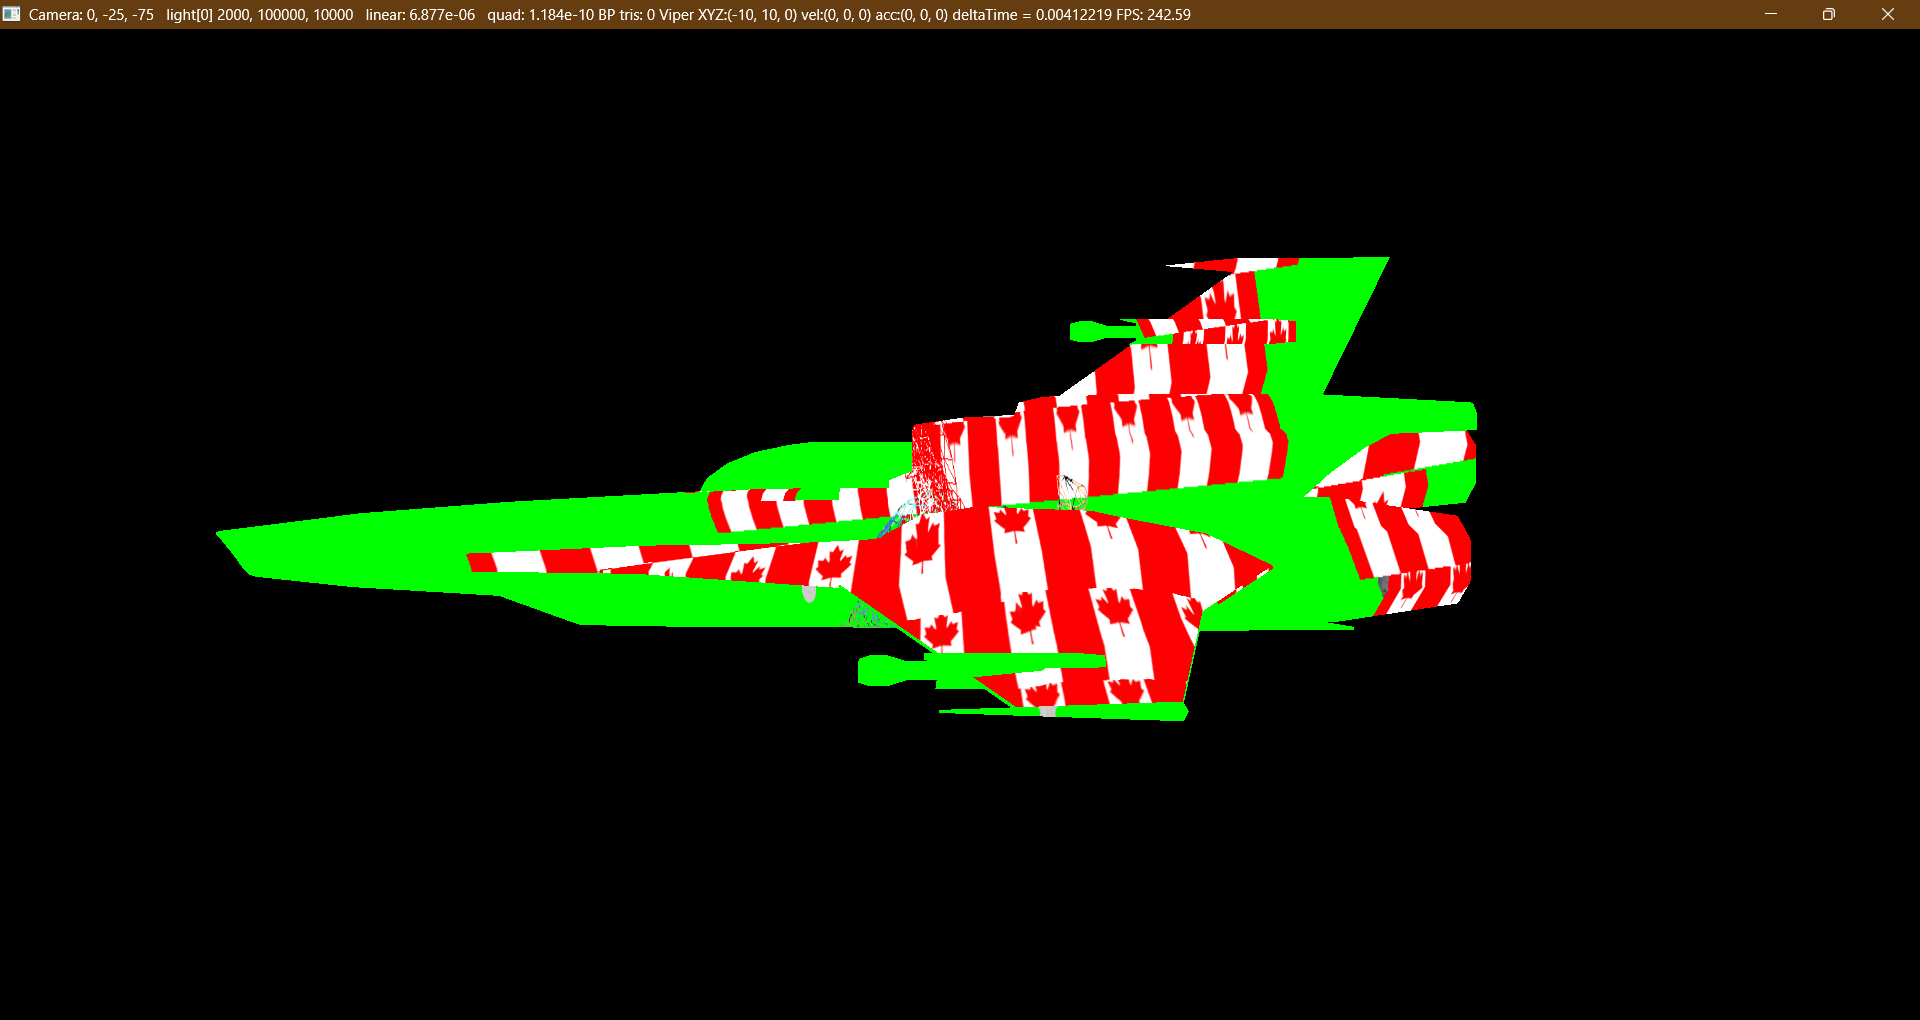 Camera: 0, -25, -75   light[0] 2000, 100000, 10000   linear: 6.877e-06   quad: 1.184e-10 BP tris: 0 Viper XYZ:(-10, 10, 0) vel:(0, 0, 0) acc:(0, 0, 0) deltaTime = 0.00412219 FPS: 242.59